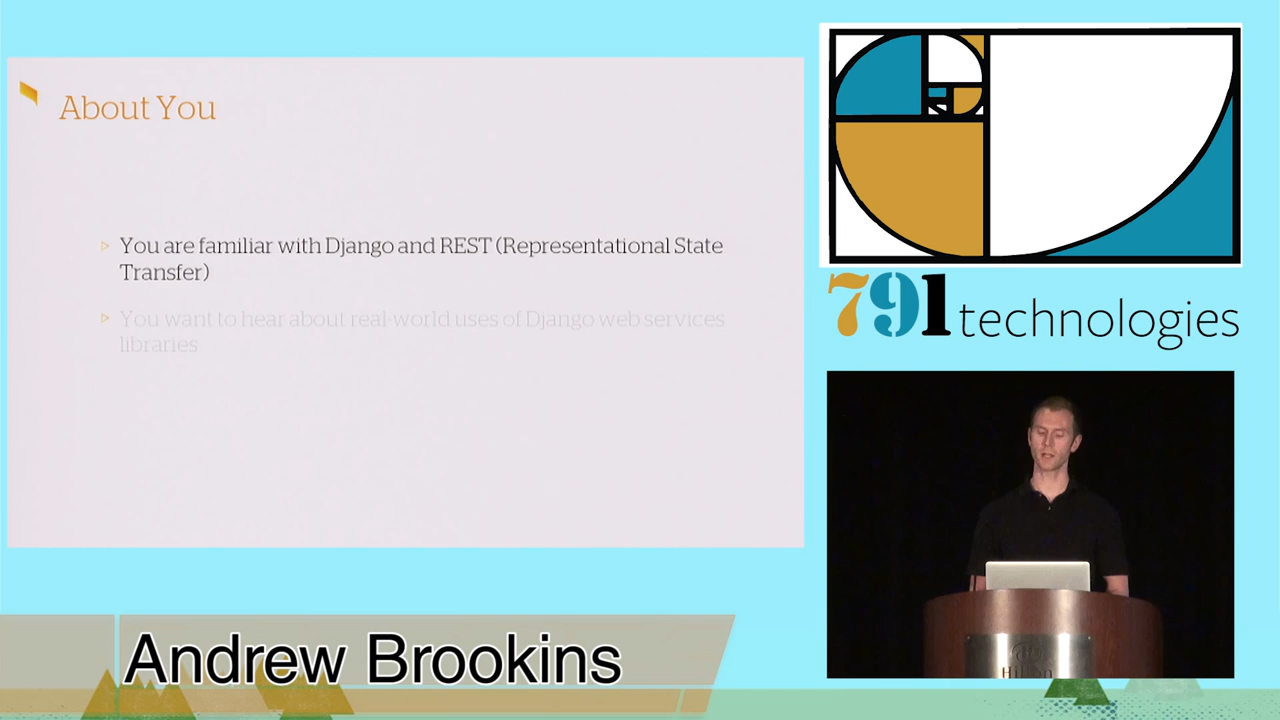 About You
You are familiar with Django and REST (Representational State
Transfer)
You want to hear about real-world uses of Django web services
libraries
791 technologies
Andrew Brookins